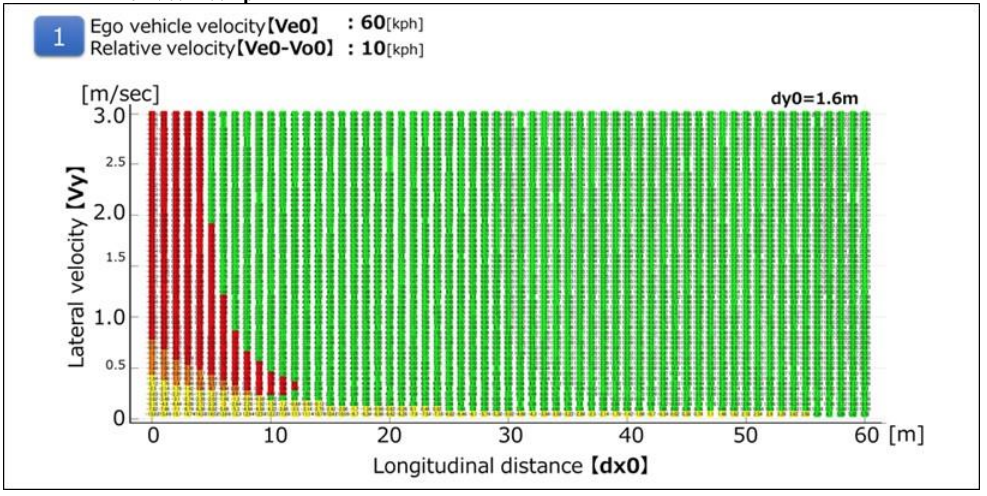 1
Ego vehicle velocity【Ve0】 : 60[kph]
Relative velocity【Ve0-Vo0】 : 10[kph]
[m/sec]
dy0=1.6m
3.0
2.5
2.0
1.5
1.0
0.5
0
Lateral velocity【Vy】
0 10 20 30 40 50 60 [m]
Longitudinal distance【dx0】